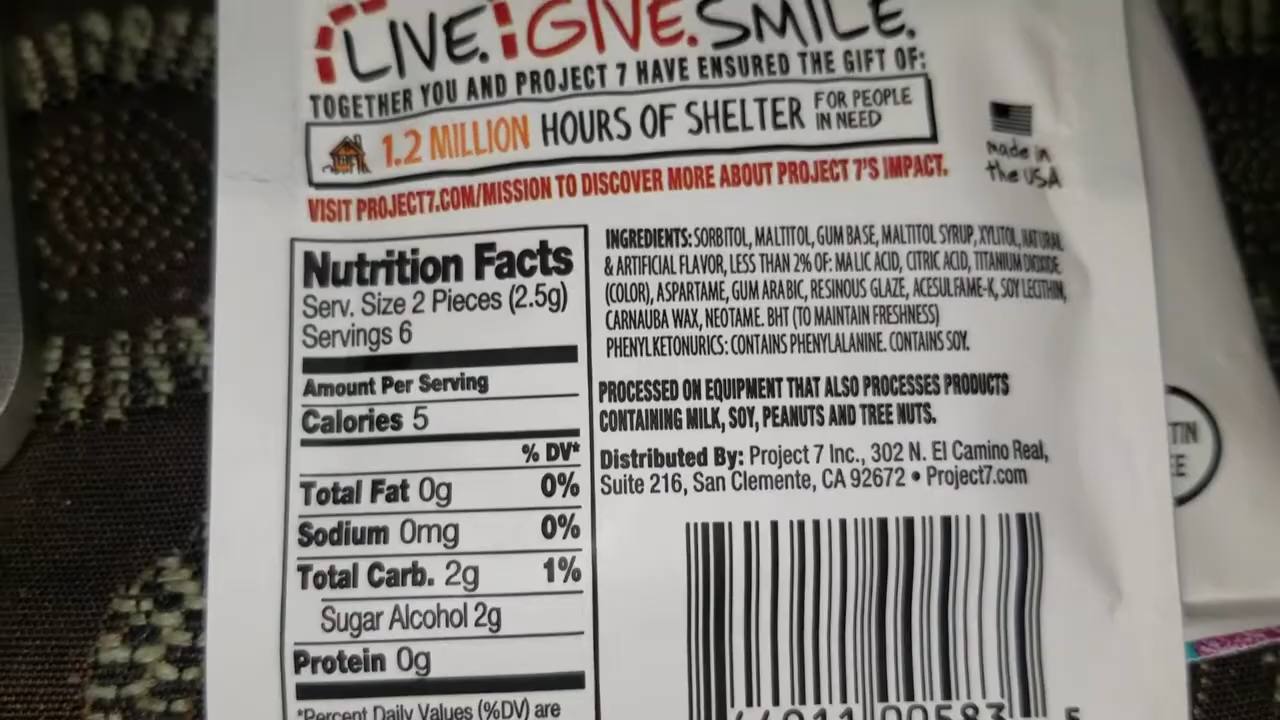 LIVE. GIVE. SMILE.
TOGETHER YOU AND PROJECT 7 HAVE ENSURED THE GIFT OF:
1.2 MILLION HOURS OF SHELTER FOR PEOPLE IN NEED
made in
the USA
VISIT PROJECT7.COM/MISSION TO DISCOVER MORE ABOUT PROJECT 7'S IMPACT.
Nutrition Facts
Serv. Size 2 Pieces (2.5g)
Servings 6
Amount Per Serving
Calories 5
% DV*
Total Fat 0g 0%
Sodium 0mg 0%
Total Carb. 2g 1%
Sugar Alcohol 2g
Protein 0g
*Percent Daily Values (%DV) are
INGREDIENTS: SORBITOL, MALTITOL, GUM BASE, MALTITOL SYRUP, XYLITOL, NATURAL
& ARTIFICIAL FLAVOR, LESS THAN 2% OF: MALIC ACID, CITRIC ACID, TITANIUM DIOXIDE
(COLOR), ASPARTAME, GUM ARABIC, RESINOUS GLAZE, ACESULFAME-K, SOY LECITHIN,
CARNAUBA WAX, NEOTAME. BHT (TO MAINTAIN FRESHNESS)
PHENYLKETONURICS: CONTAINS PHENYLALANINE. CONTAINS SOY.
PROCESSED ON EQUIPMENT THAT ALSO PROCESSES PRODUCTS
CONTAINING MILK, SOY, PEANUTS AND TREE NUTS.
Distributed By: Project 7 Inc., 302 N. El Camino Real,
Suite 216, San Clemente, CA 92672 • Project7.com